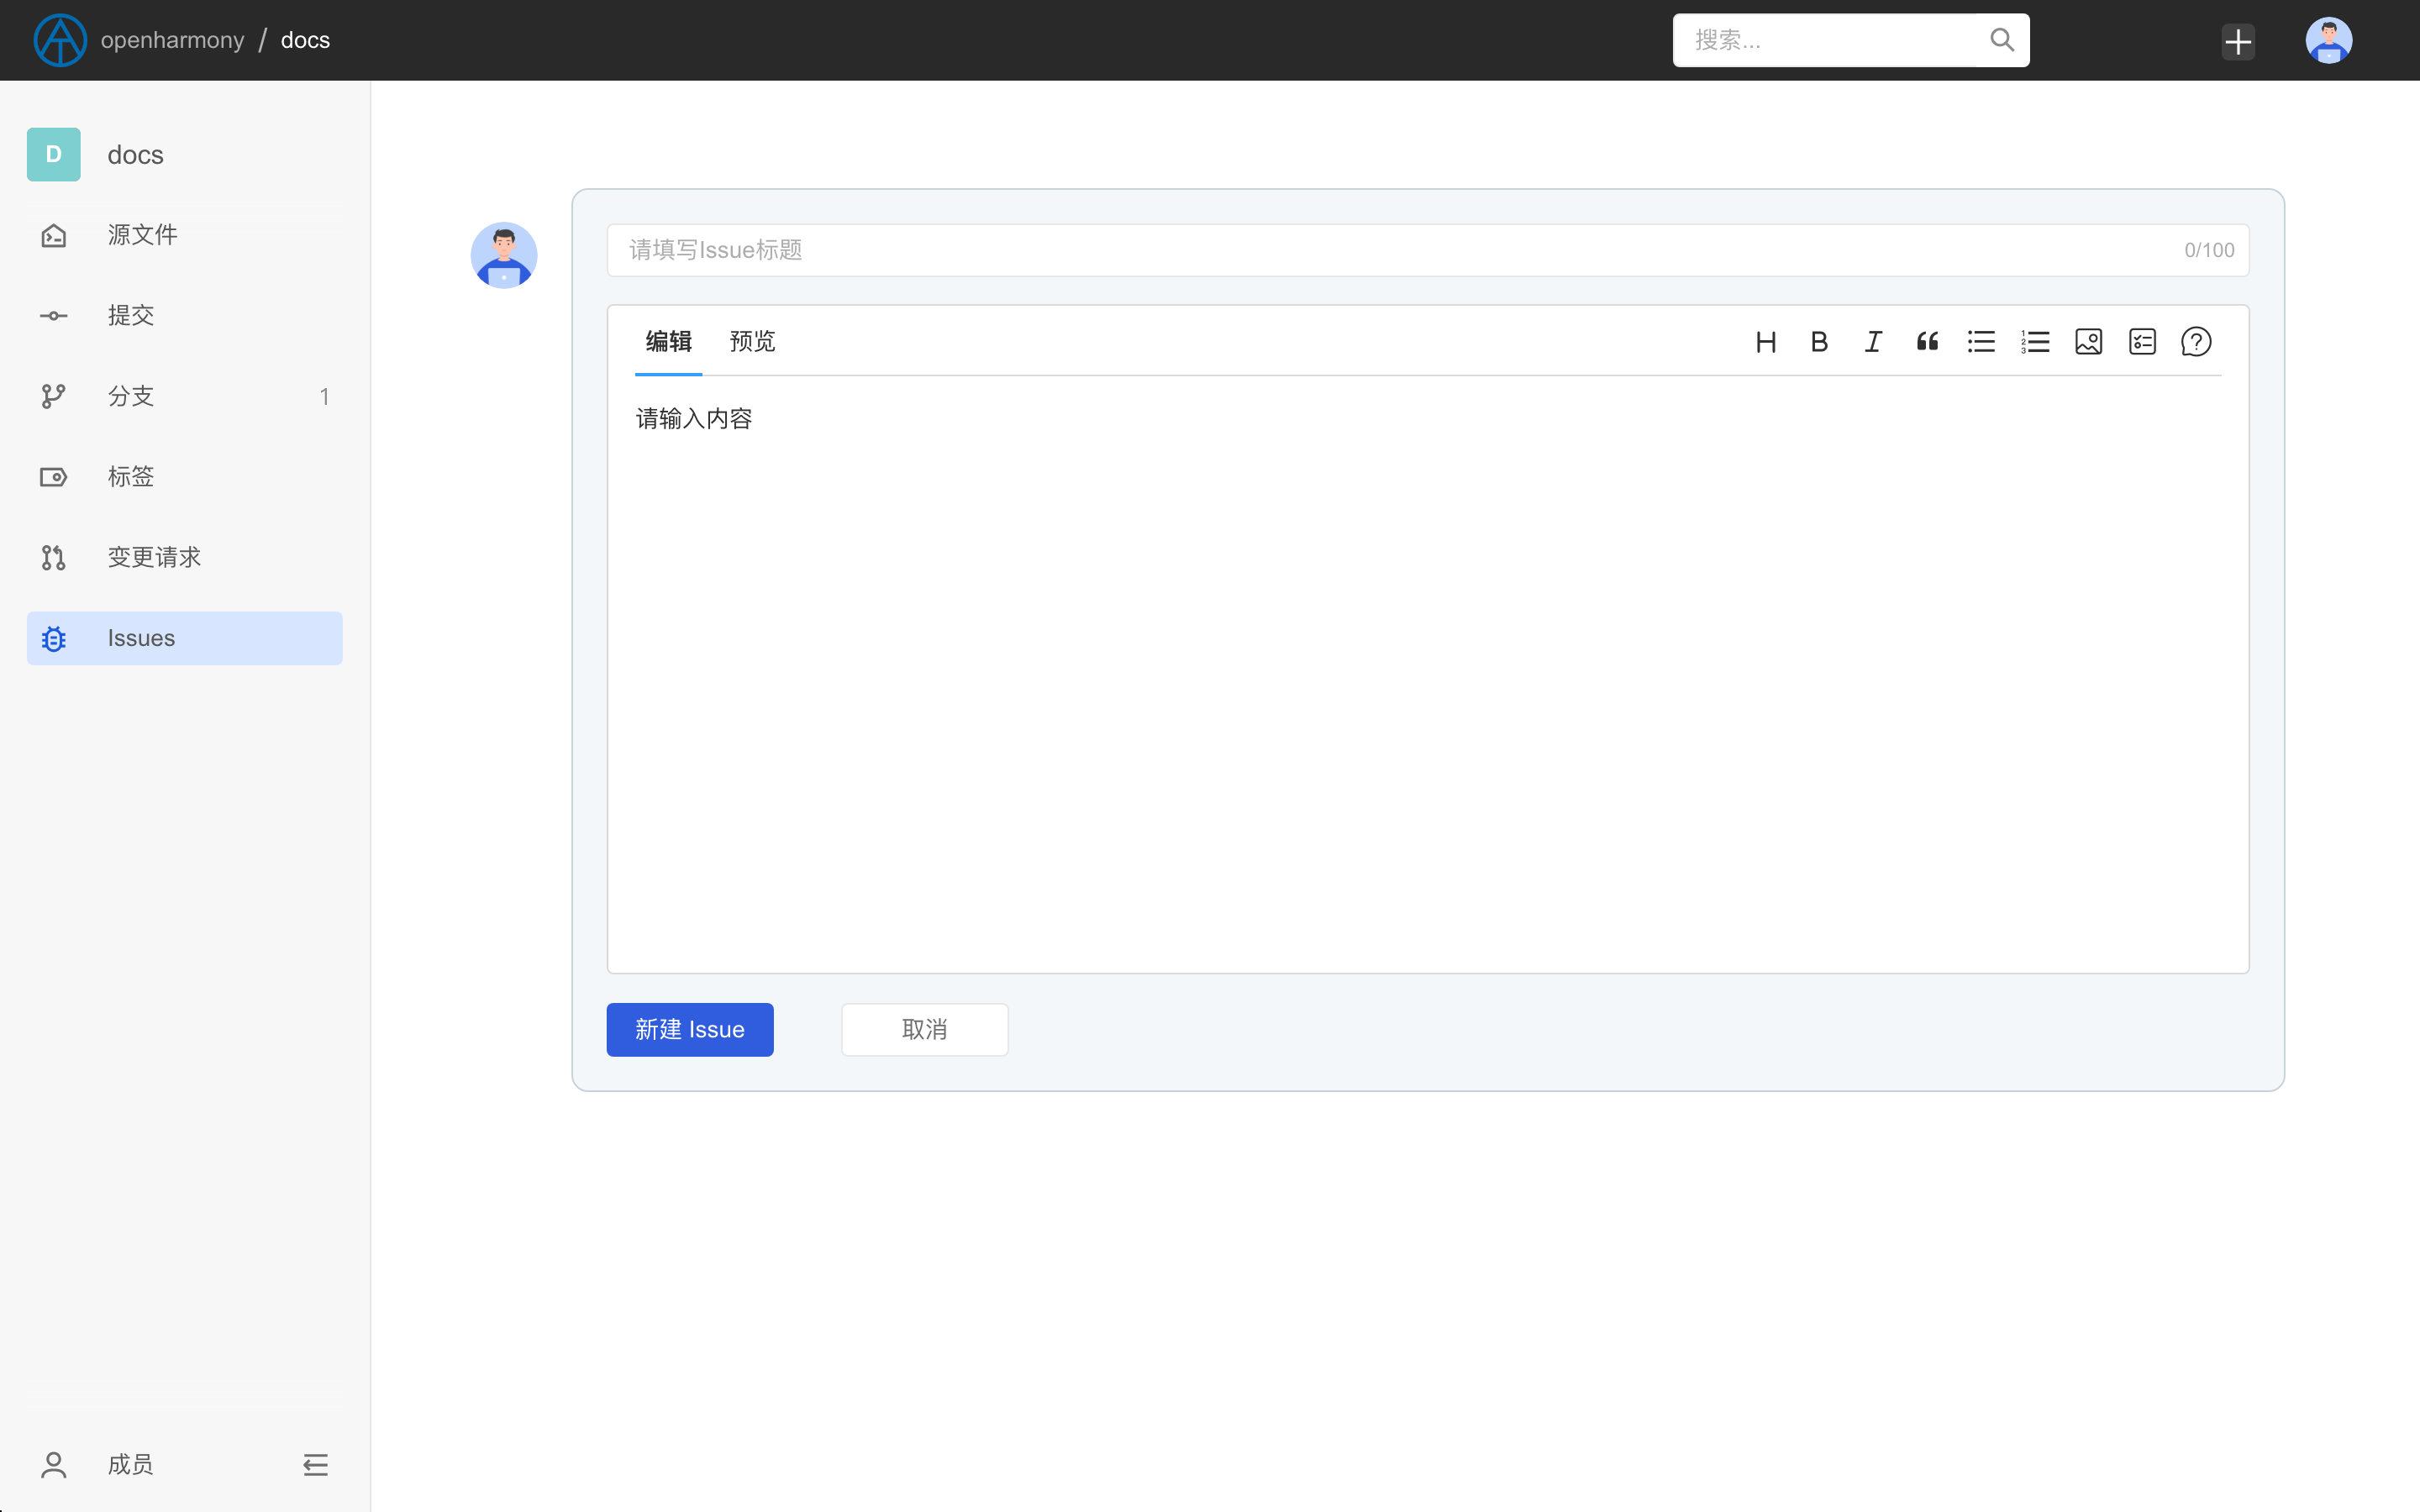 openharmony / docs
搜索...
D docs
源文件
提交
分支 1
标签
变更请求
Issues
请填写Issue标题 0/100
编辑 预览
请输入内容
新建 Issue 取消
成员